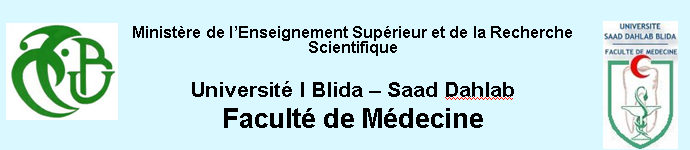 Ministère de l'Enseignement Supérieur et de la Recherche
Scientifique
Université I Blida – Saad Dahlab
Faculté de Médecine
UNIVERSITE
SAAD DAHLAB BLIDA
FACULTE DE MEDECINE